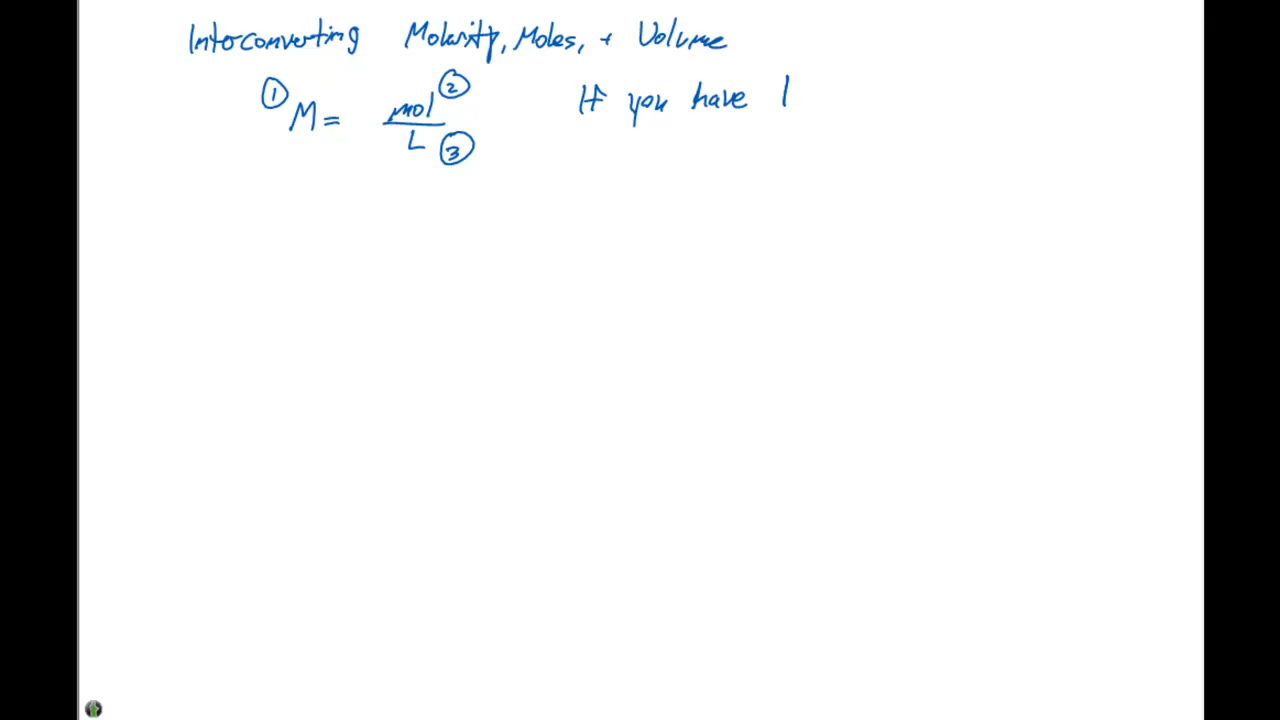 Interconverting Molarity, Moles, + Volume
① M = mol ② / L ③ If you have